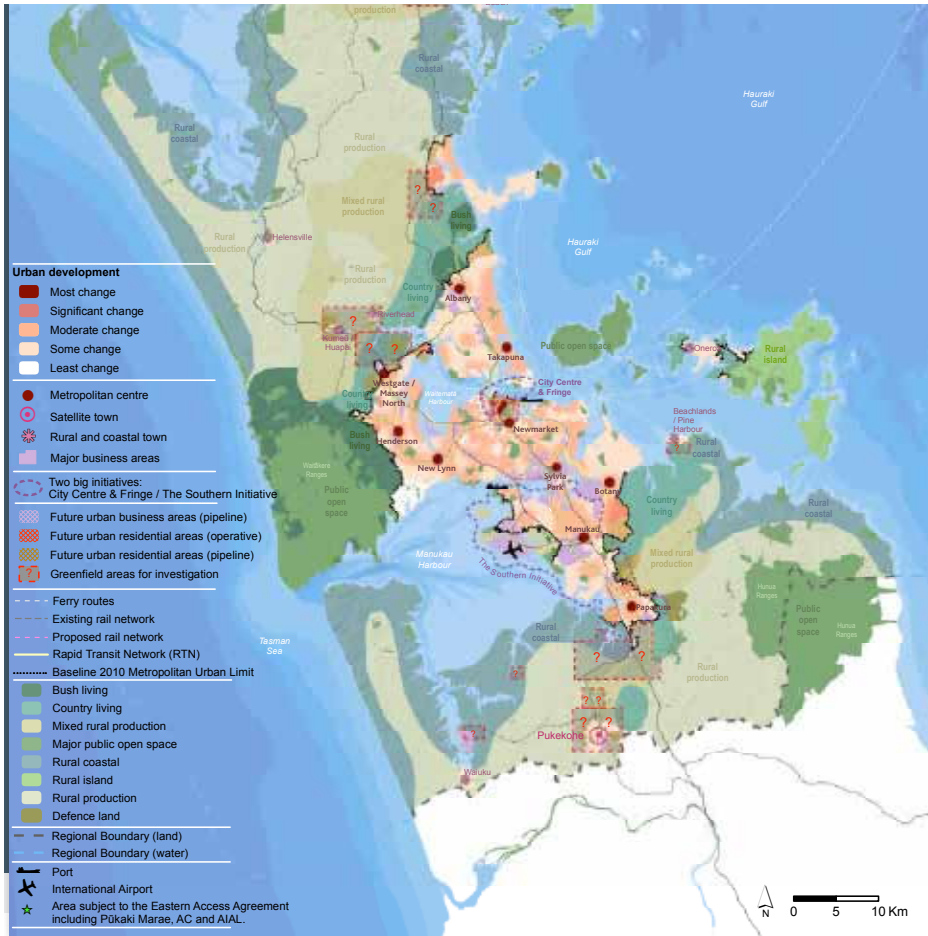 Hauraki
Gulf
Rural
coastal
Rural
production
Rural
coastal
Mixed rural
production
? ?
Bush
living
Rural
production
Helensville
Hauraki
Gulf
Rural
production
Country
living
Albany
? Riverhead
Kumeu /
Huapai
? ?
Takapuna
Public open space
Oneroa
Rural
island
Westgate /
Massey
North
Country
living
City Centre
& Fringe
Waitemata
Harbour
Newmarket
Beachlands
/ Pine
Harbour
? ?
Rural
coastal
Henderson
Bush
living
New Lynn
Sylvia
Park
Botany
Waitakere
Ranges
Public
open
space
Country
living
Rural
coastal
Manukau
Manukau
Harbour
The Southern Initiative
Mixed rural
production
Hunua
Ranges
Public
open
space
Hunua
Ranges
Papakura
Rural
coastal
Tasman
Sea
? ?
Rural
production
?
? ?
? ?
Pukekohe
?
Waiuku
Urban development
Most change
Significant change
Moderate change
Some change
Least change
Metropolitan centre
Satellite town
Rural and coastal town
Major business areas
Two big initiatives:
City Centre & Fringe / The Southern Initiative
Future urban business areas (pipeline)
Future urban residential areas (operative)
Future urban residential areas (pipeline)
? Greenfield areas for investigation
Ferry routes
Existing rail network
Proposed rail network
Rapid Transit Network (RTN)
Baseline 2010 Metropolitan Urban Limit
Bush living
Country living
Mixed rural production
Major public open space
Rural coastal
Rural island
Rural production
Defence land
Regional Boundary (land)
Regional Boundary (water)
Port
International Airport
Area subject to the Eastern Access Agreement
including Pūkaki Marae, AC and AIAL.
N
0 5 10 Km